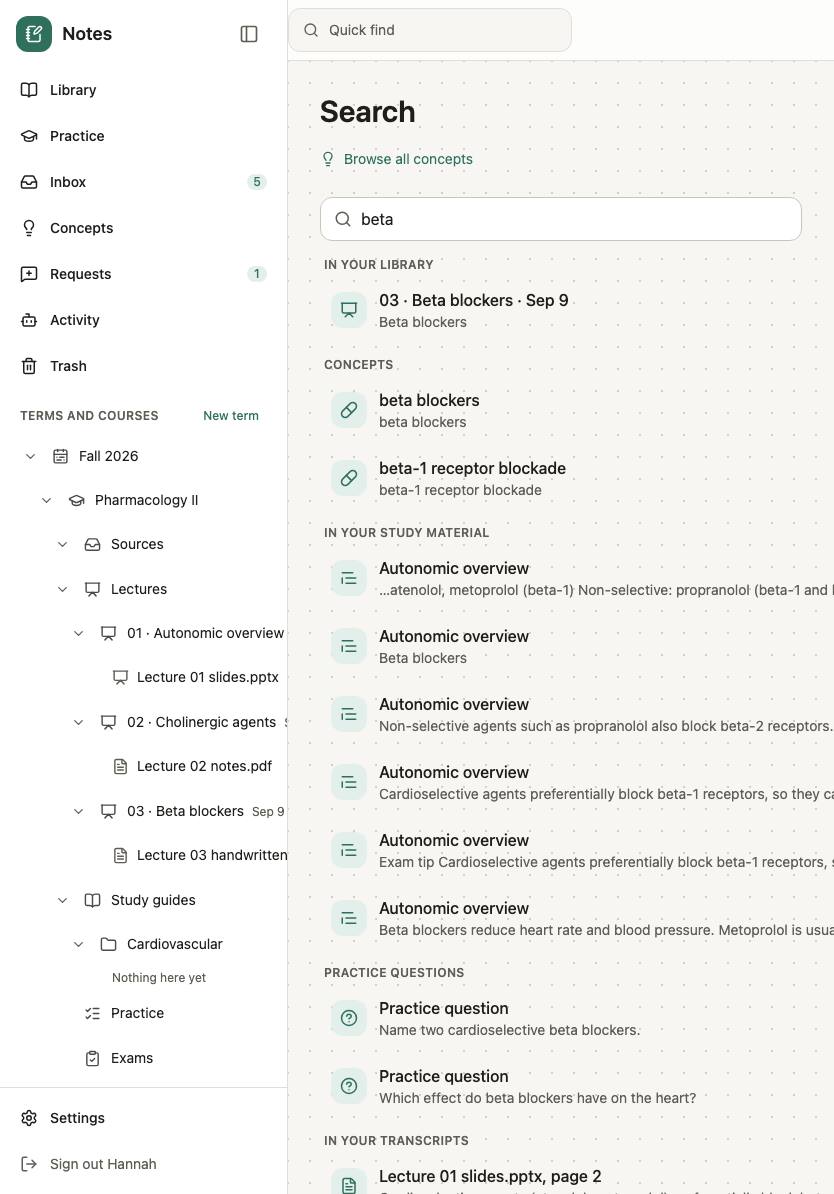 Notes
Library
Practice
Inbox 5
Concepts
Requests 1
Activity
Trash
TERMS AND COURSES New term
Fall 2026
Pharmacology II
Sources
Lectures
01 · Autonomic overview
Lecture 01 slides.pptx
02 · Cholinergic agents
Lecture 02 notes.pdf
03 · Beta blockers Sep 9
Lecture 03 handwritten
Study guides
Cardiovascular
Nothing here yet
Practice
Exams
Settings
Sign out Hannah
Quick find
Search
Browse all concepts
beta
IN YOUR LIBRARY
03 · Beta blockers · Sep 9
Beta blockers
CONCEPTS
beta blockers
beta blockers
beta-1 receptor blockade
beta-1 receptor blockade
IN YOUR STUDY MATERIAL
Autonomic overview
...atenolol, metoprolol (beta-1) Non-selective: propranolol (beta-1 and
Autonomic overview
Beta blockers
Autonomic overview
Non-selective agents such as propranolol also block beta-2 receptors.
Autonomic overview
Cardioselective agents preferentially block beta-1 receptors, so they
Autonomic overview
Exam tip Cardioselective agents preferentially block beta-1 receptors,
Autonomic overview
Beta blockers reduce heart rate and blood pressure. Metoprolol is
PRACTICE QUESTIONS
Practice question
Name two cardioselective beta blockers.
Practice question
Which effect do beta blockers have on the heart?
IN YOUR TRANSCRIPTS
Lecture 01 slides.pptx, page 2